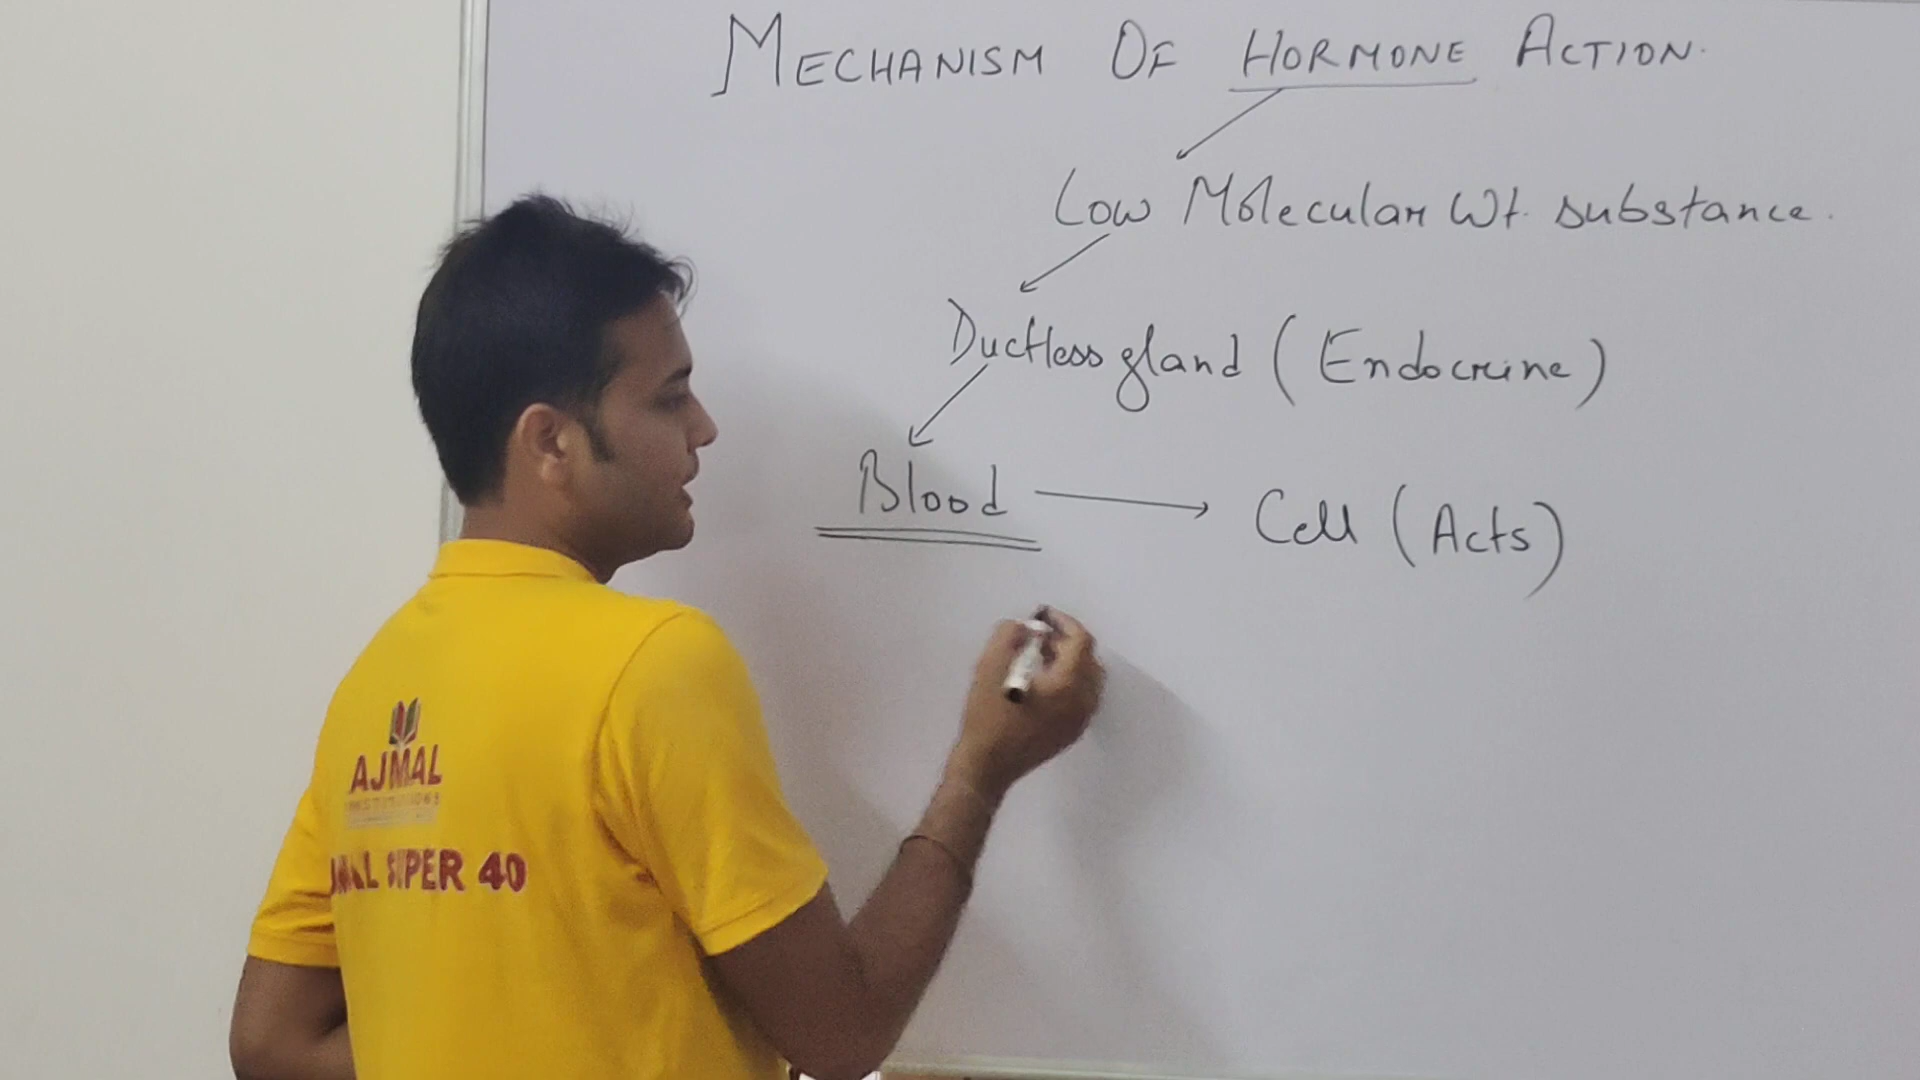 MECHANISM OF HORMONE ACTION.
Low Molecular Wt. substance.
Ductless gland (Endocrine)
Blood → Cell (Acts)
AJMAL
SUPER 40